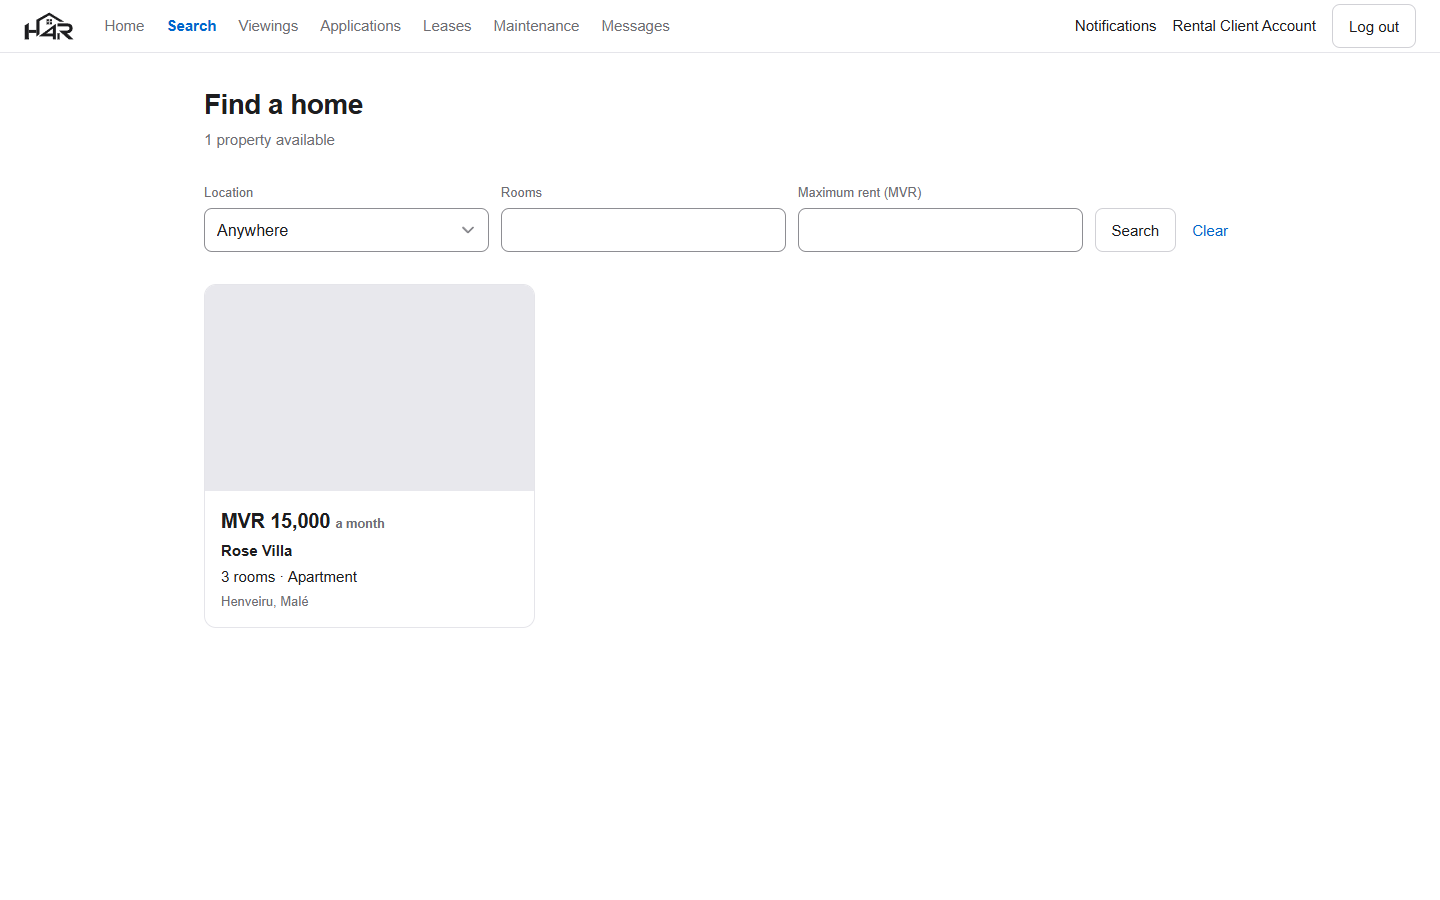 H4R
Home Search Viewings Applications Leases Maintenance Messages Notifications Rental Client Account Log out
Find a home
1 property available
Location Rooms Maximum rent (MVR)
Anywhere Search Clear
MVR 15,000 a month
Rose Villa
3 rooms · Apartment
Henveiru, Malé